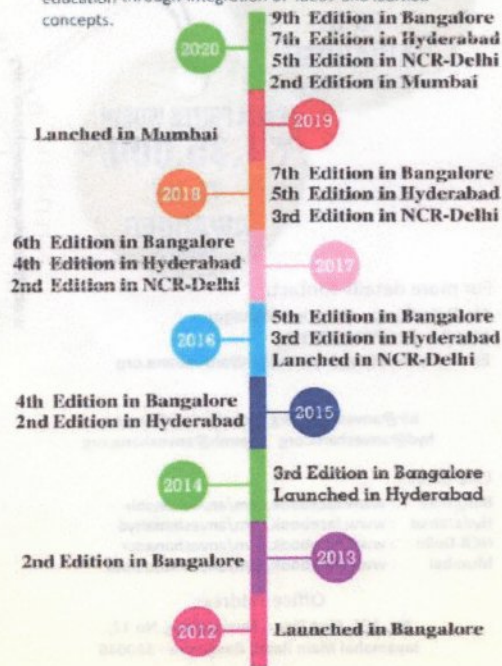 education through integration of and learned
concepts.
2020
9th Edition in Bangalore
7th Edition in Hyderabad
5th Edition in NCR-Delhi
2nd Edition in Mumbai
Lanched in Mumbai
2019
2018
7th Edition in Bangalore
5th Edition in Hyderabad
3rd Edition in NCR-Delhi
6th Edition in Bangalore
4th Edition in Hyderabad
2nd Edition in NCR-Delhi
2017
2016
5th Edition in Bangalore
3rd Edition in Hyderabad
Lanched in NCR-Delhi
4th Edition in Bangalore
2nd Edition in Hyderabad
2015
2014
3rd Edition in Bangalore
Launched in Hyderabad
2nd Edition in Bangalore
2013
2012
Launched in Bangalore